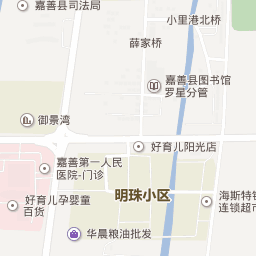 嘉善县司法局
小里港北桥
薛家桥
嘉善县图书馆
罗星分管
御景湾
好育儿阳光店
嘉善第一人民
医院-门诊
明珠小区
好育儿孕婴童
百货
海斯特钅
连锁超市
华晨粮油批发